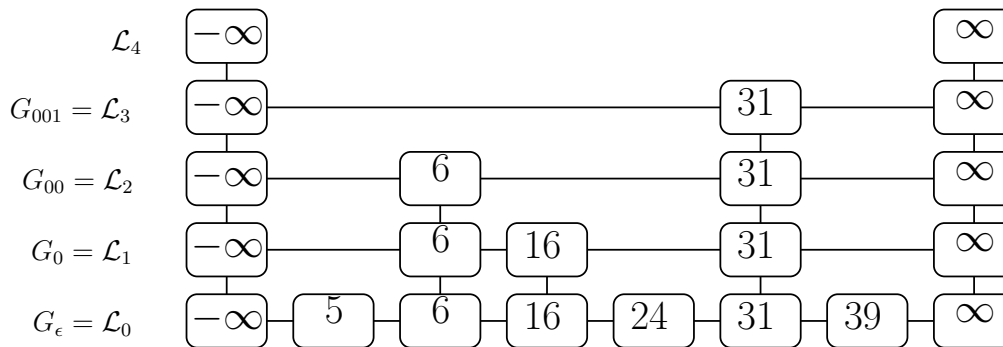 𝓛₄ −∞ ∞
G₀₀₁ = 𝓛₃ −∞ 31 ∞
G₀₀ = 𝓛₂ −∞ 6 31 ∞
G₀ = 𝓛₁ −∞ 6 16 31 ∞
G_ϵ = 𝓛₀ −∞ 5 6 16 24 31 39 ∞